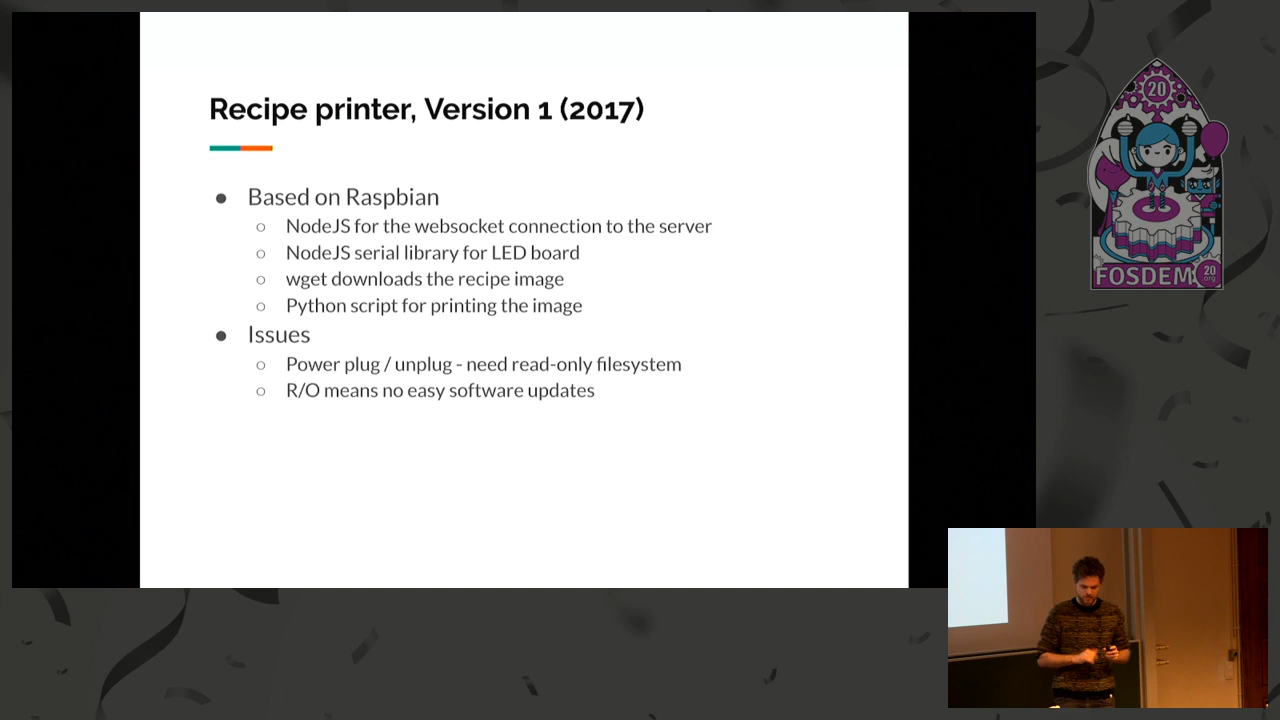 Recipe printer, Version 1 (2017)
● Based on Raspbian
○ NodeJS for the websocket connection to the server
○ NodeJS serial library for LED board
○ wget downloads the recipe image
○ Python script for printing the image
● Issues
○ Power plug / unplug - need read-only filesystem
○ R/O means no easy software updates
20
FOSDEM
20
.org